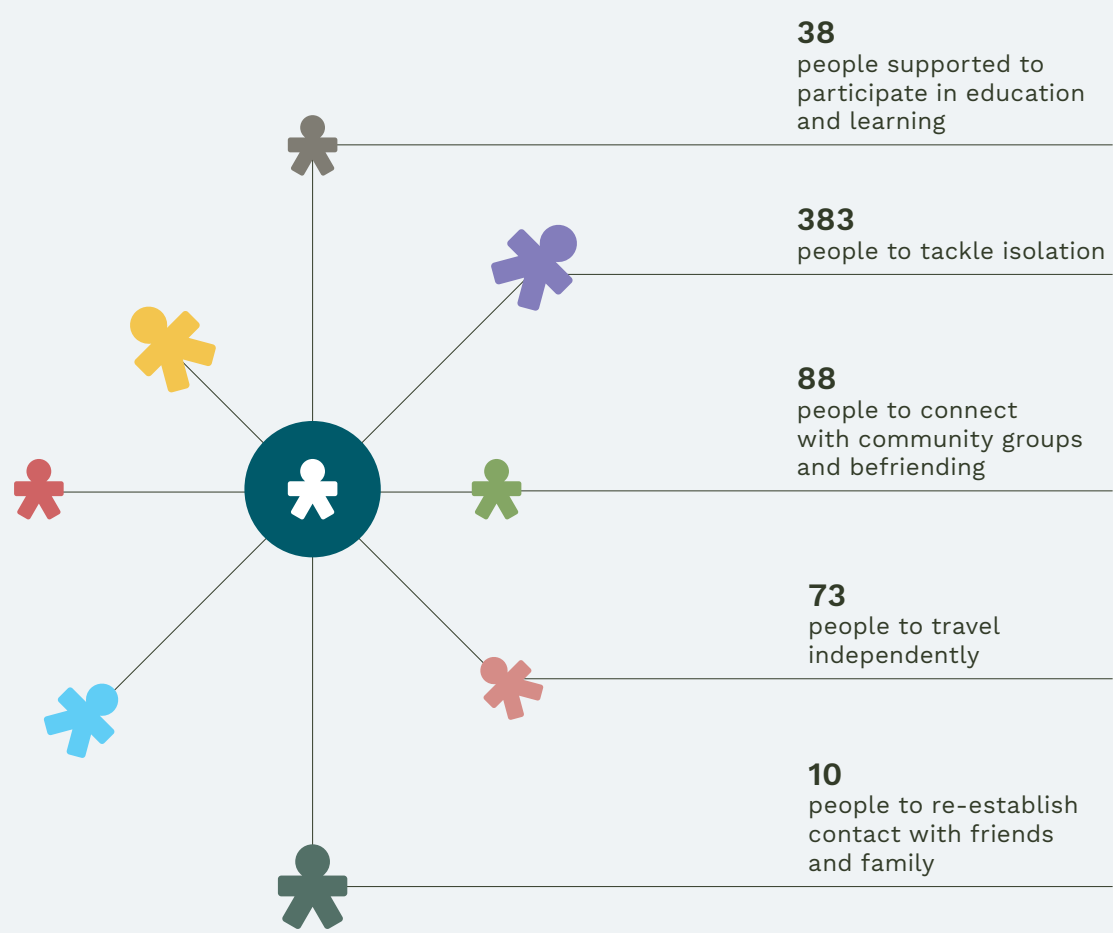 38
people supported to
participate in education
and learning
383
people to tackle isolation
88
people to connect
with community groups
and befriending
73
people to travel
independently
10
people to re-establish
contact with friends
and family